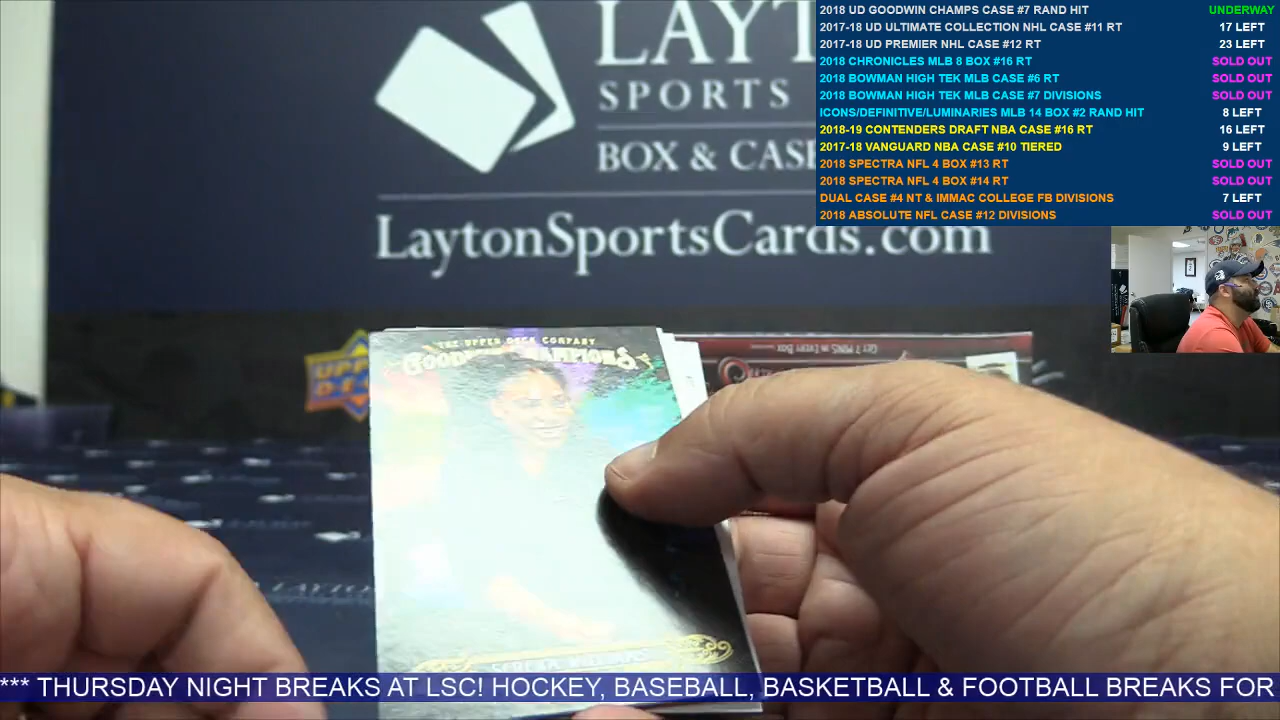 LAYT
SPORTS
BOX & CAS
LaytonSportsCards.com
2018 UD GOODWIN CHAMPS CASE #7 RAND HIT UNDERWAY
2017-18 UD ULTIMATE COLLECTION NHL CASE #11 RT 17 LEFT
2017-18 UD PREMIER NHL CASE #12 RT 23 LEFT
2018 CHRONICLES MLB 8 BOX #16 RT SOLD OUT
2018 BOWMAN HIGH TEK MLB CASE #6 RT SOLD OUT
2018 BOWMAN HIGH TEK MLB CASE #7 DIVISIONS SOLD OUT
ICONS/DEFINITIVE/LUMINARIES MLB 14 BOX #2 RAND HIT 8 LEFT
2018-19 CONTENDERS DRAFT NBA CASE #16 RT 16 LEFT
2017-18 VANGUARD NBA CASE #10 TIERED 9 LEFT
2018 SPECTRA NFL 4 BOX #13 RT SOLD OUT
2018 SPECTRA NFL 4 BOX #14 RT SOLD OUT
DUAL CASE #4 NT & IMMAC COLLEGE FB DIVISIONS 7 LEFT
2018 ABSOLUTE NFL CASE #12 DIVISIONS SOLD OUT
THE UPPER DECK COMPANY
GOODWIN CHAMPIONS
SERENA WILLIAMS
*** THURSDAY NIGHT BREAKS AT LSC! HOCKEY, BASEBALL, BASKETBALL & FOOTBALL BREAKS FOR